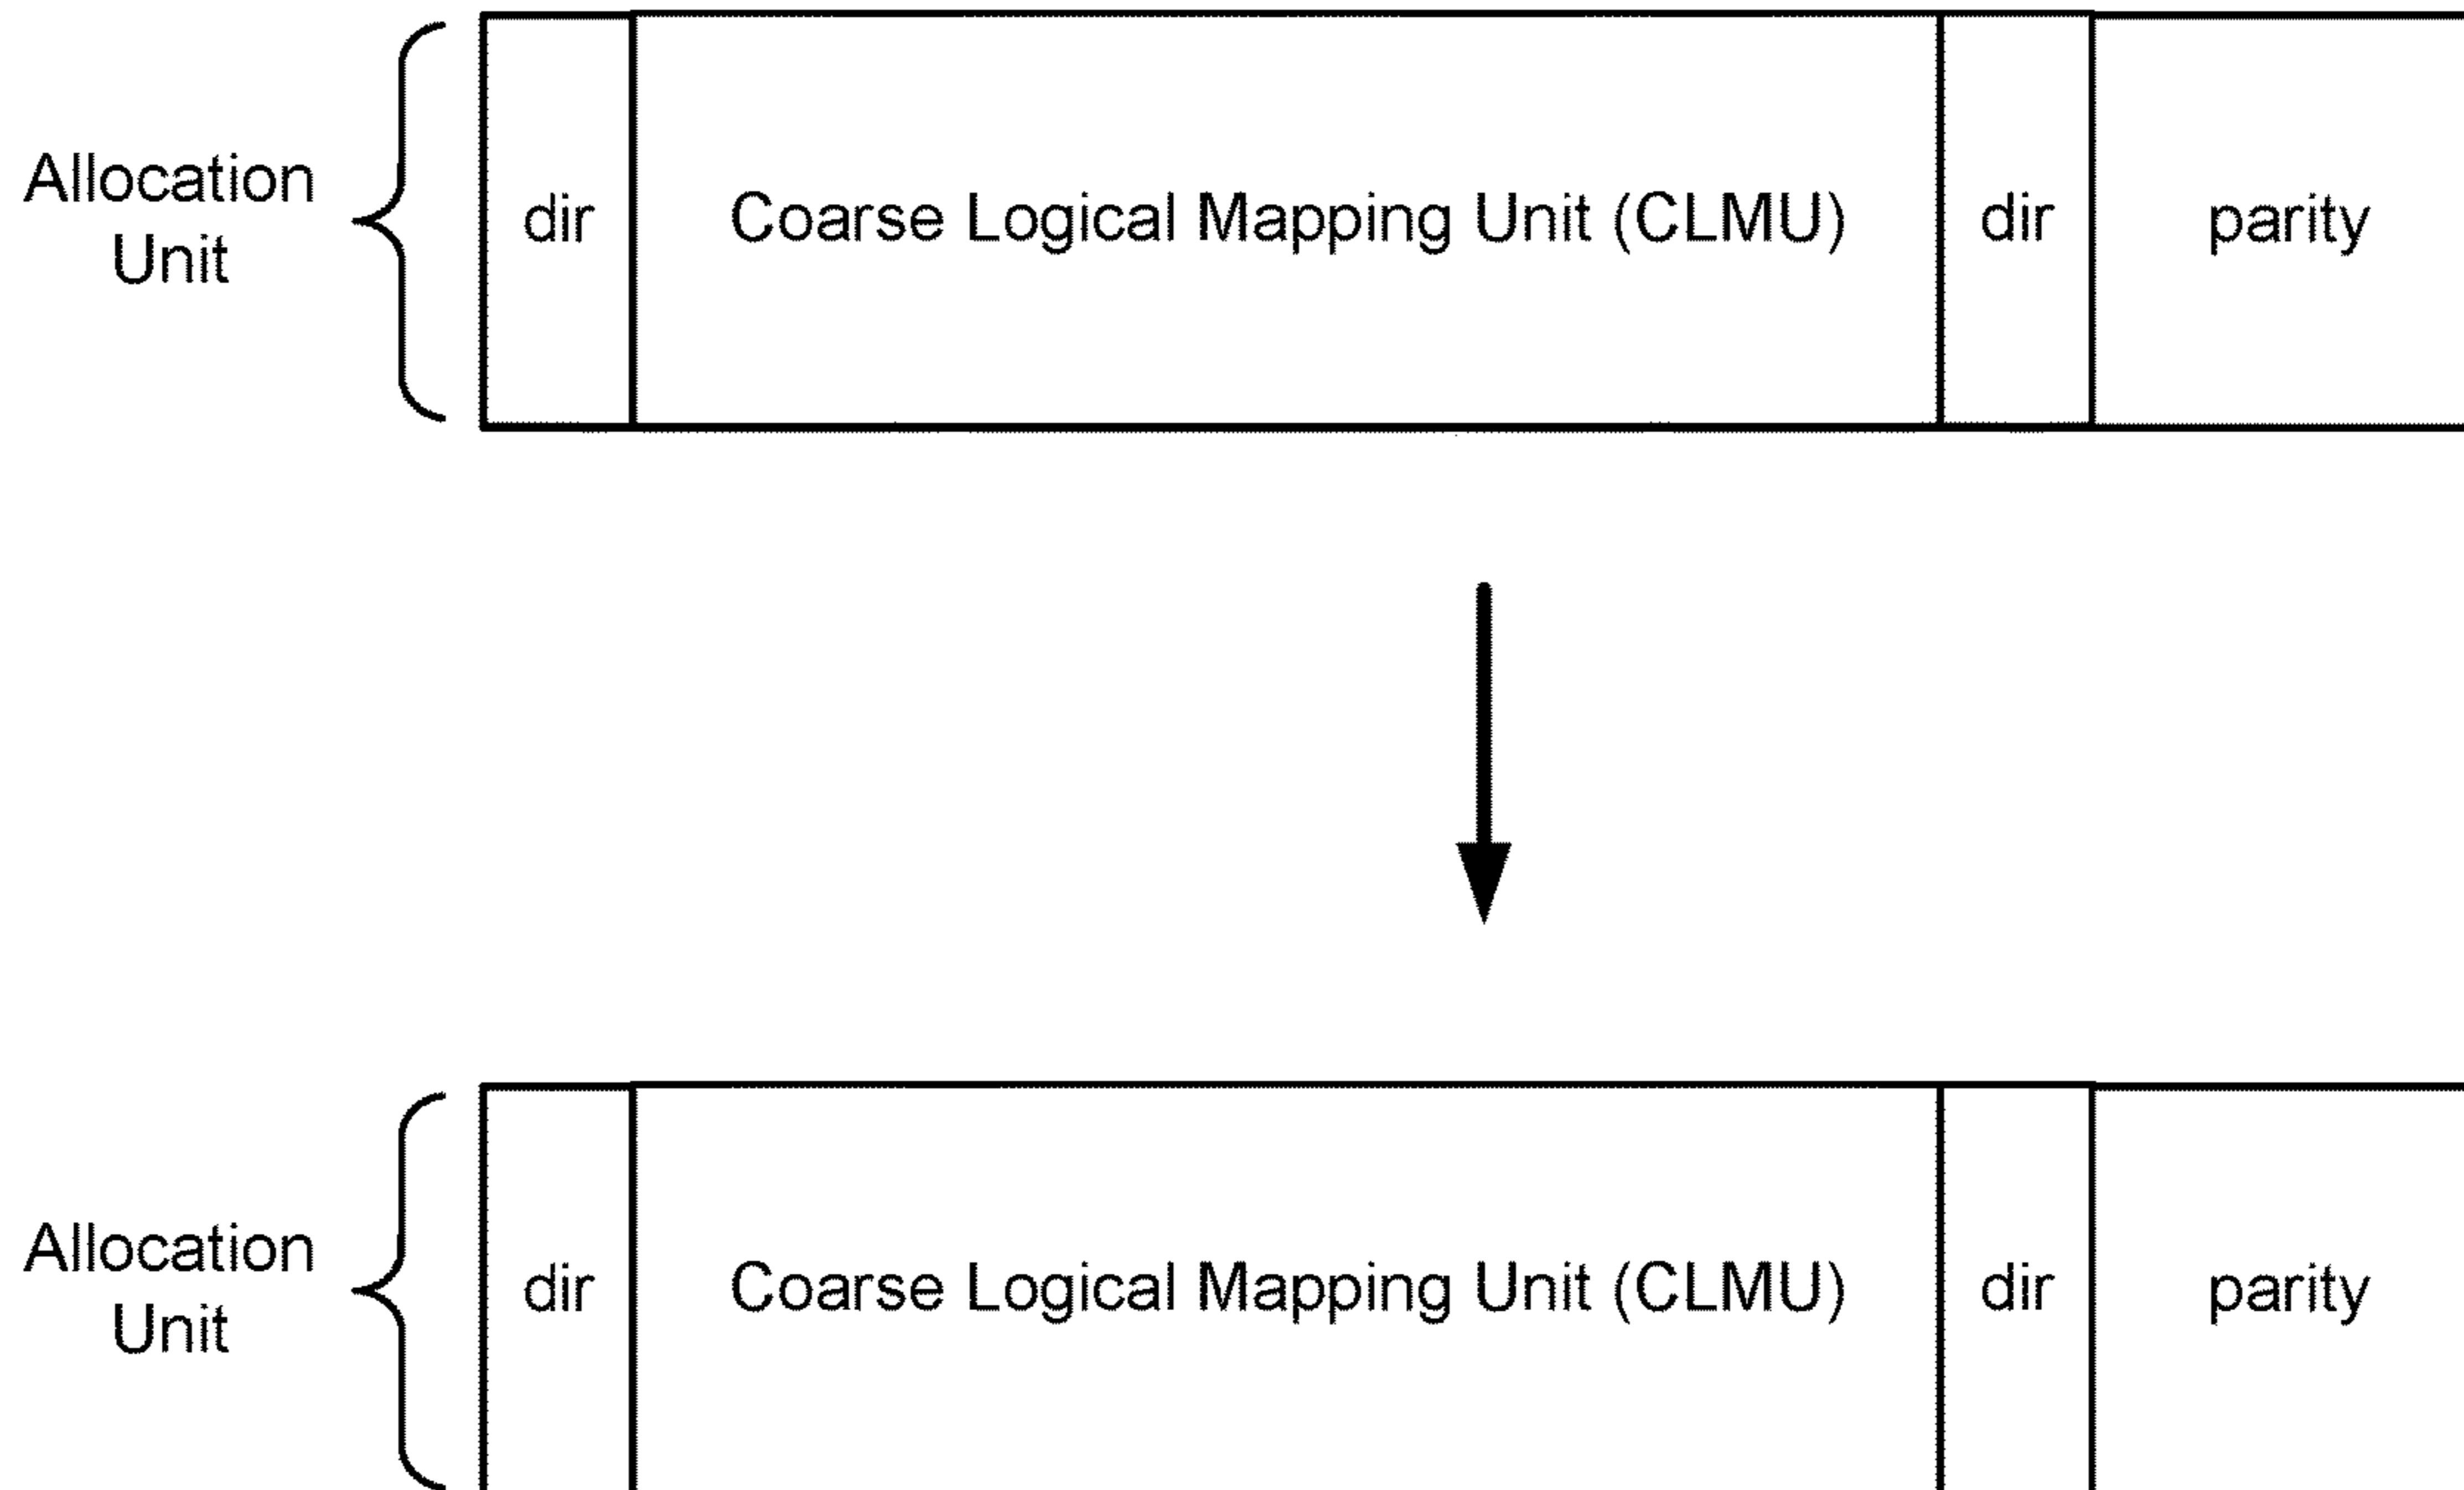 Allocation
Unit
dir
Coarse Logical Mapping Unit (CLMU)
dir
parity
Allocation
Unit
dir
Coarse Logical Mapping Unit (CLMU)
dir
parity